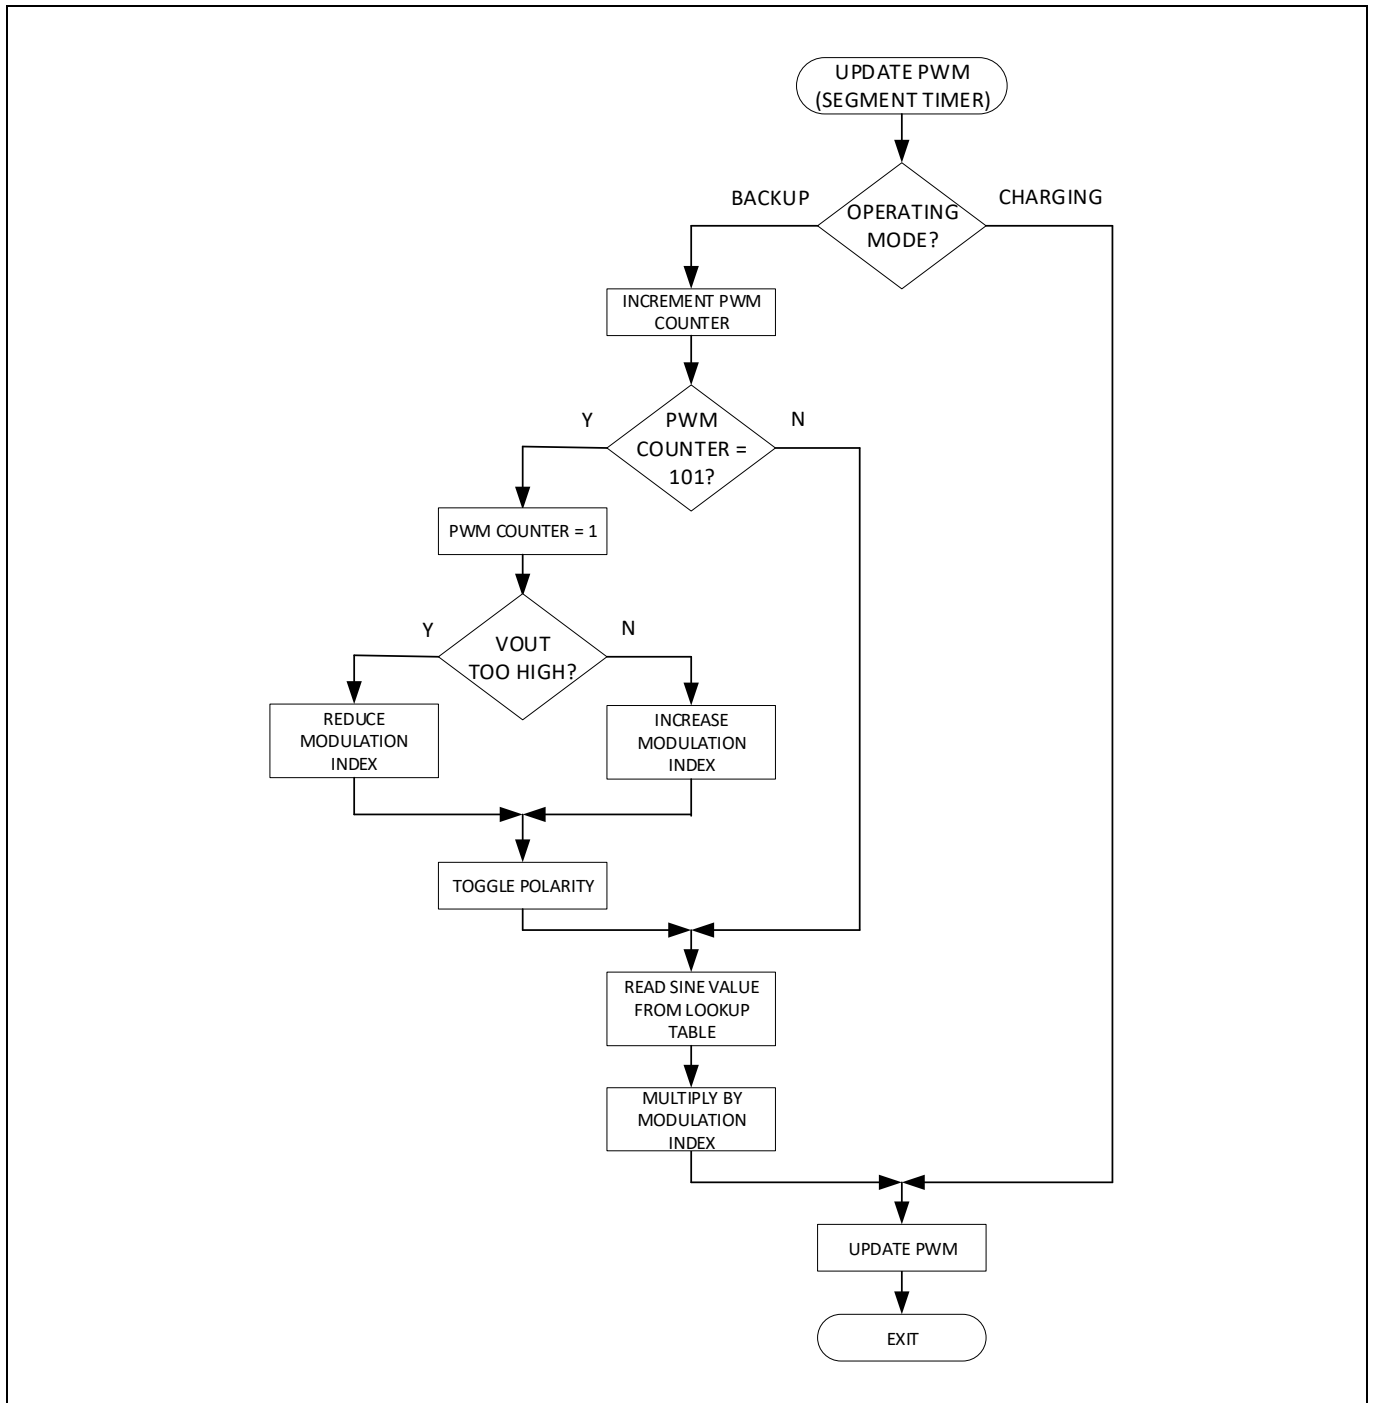 UPDATE PWM
(SEGMENT TIMER)
BACKUP
CHARGING
OPERATING
MODE?
INCREMENT PWM
COUNTER
Y
N
PWM
COUNTER =
101?
PWM COUNTER = 1
Y
N
VOUT
TOO HIGH?
REDUCE
MODULATION
INDEX
INCREASE
MODULATION
INDEX
TOGGLE POLARITY
READ SINE VALUE
FROM LOOKUP
TABLE
MULTIPLY BY
MODULATION
INDEX
UPDATE PWM
EXIT